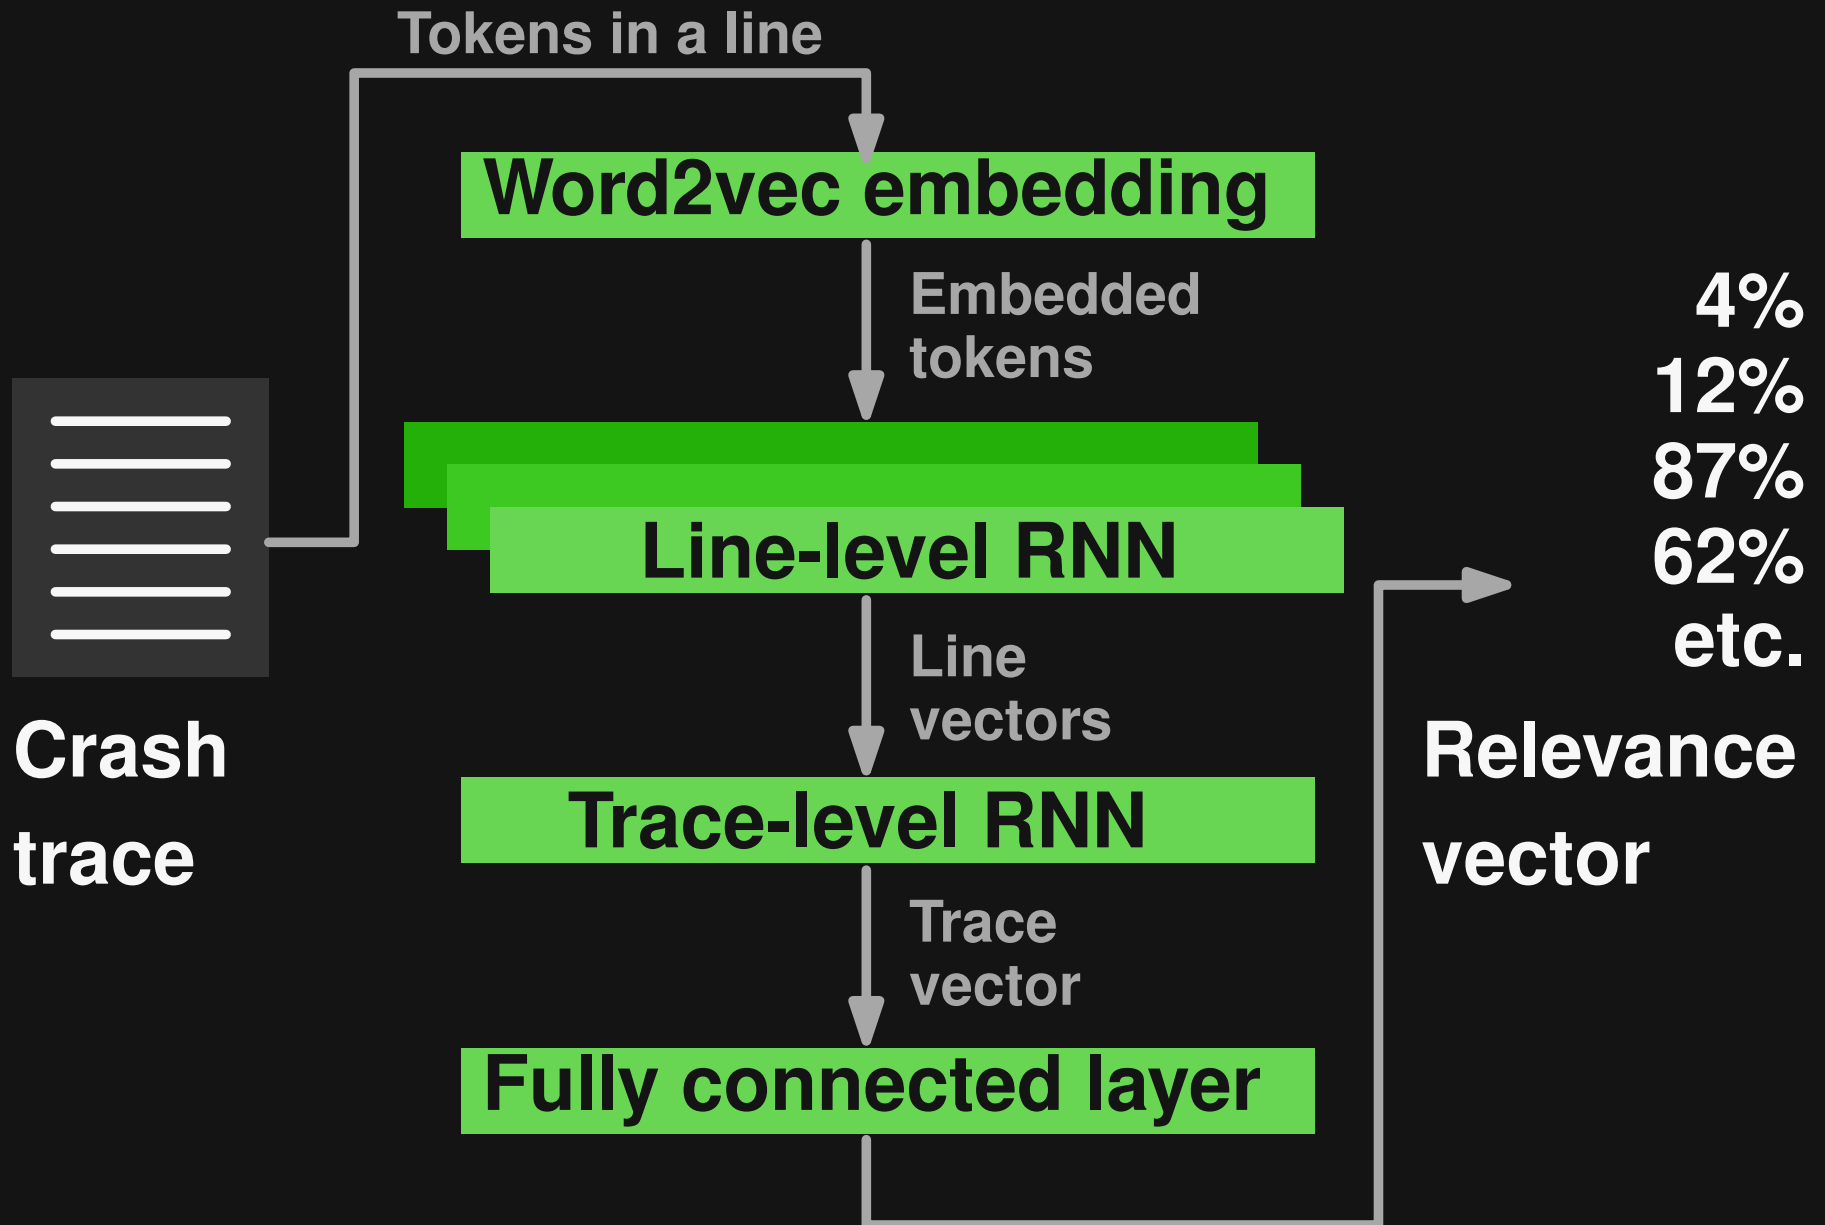 Tokens in a line
Word2vec embedding
Embedded
tokens
Line-level RNN
Line
vectors
Trace-level RNN
Trace
vector
Fully connected layer
Crash
trace
4%
12%
87%
62%
etc.
Relevance
vector